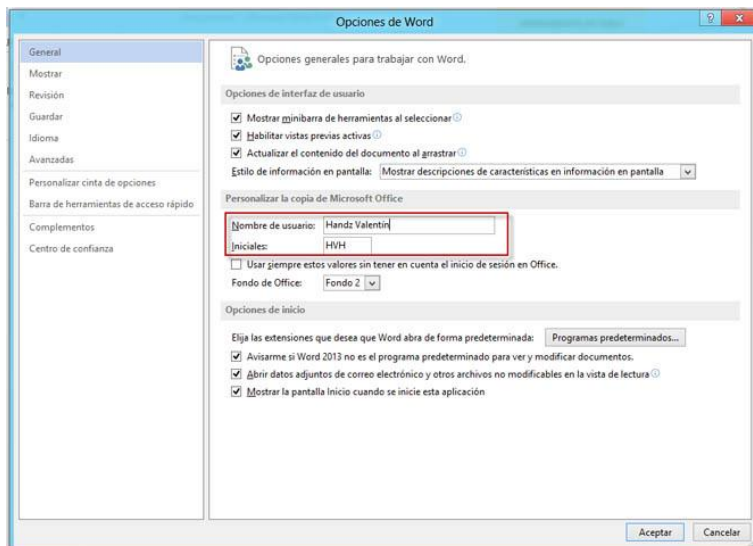 Opciones de Word
General
Mostrar
Revisión
Guardar
Idioma
Avanzadas
Personalizar cinta de opciones
Barra de herramientas de acceso rápido
Complementos
Centro de confianza
Opciones generales para trabajar con Word.
Opciones de interfaz de usuario
Mostrar minibarra de herramientas al seleccionar
Habilitar vistas previas activas
Actualizar el contenido del documento al arrastrar
Estilo de información en pantalla: Mostrar descripciones de características en información en pantalla
Personalizar la copia de Microsoft Office
Nombre de usuario: Handz Valentin
Iniciales: HVH
Usar siempre estos valores sin tener en cuenta el inicio de sesión en Office.
Fondo de Office: Fondo 2
Opciones de inicio
Elija las extensiones que desea que Word abra de forma predeterminada: Programas predeterminados...
Avisarme si Word 2013 no es el programa predeterminado para ver y modificar documentos.
Abrir datos adjuntos de correo electrónico y otros archivos no modificables en la vista de lectura
Mostrar la pantalla Inicio cuando se inicie esta aplicación
Aceptar Cancelar